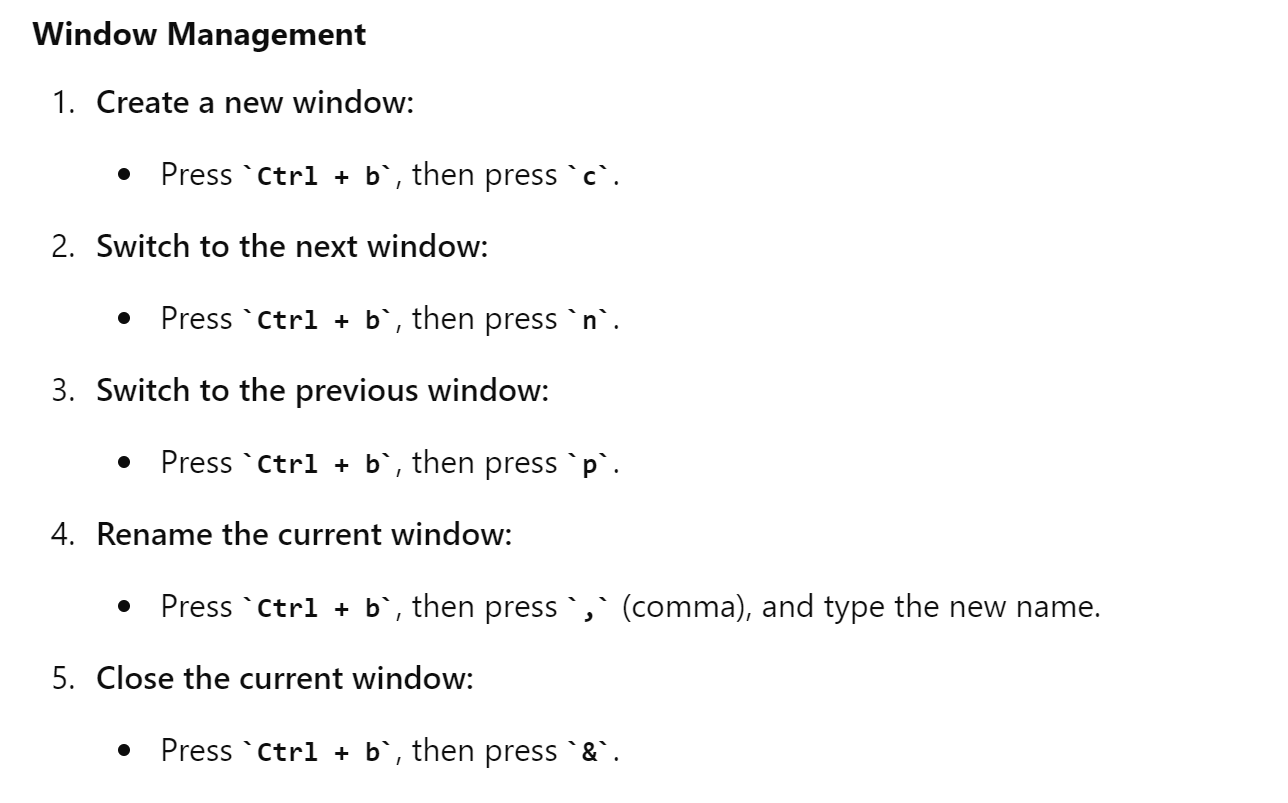 Window Management
1. Create a new window:
• Press `Ctrl + b`, then press `c`.
2. Switch to the next window:
• Press `Ctrl + b`, then press `n`.
3. Switch to the previous window:
• Press `Ctrl + b`, then press `p`.
4. Rename the current window:
• Press `Ctrl + b`, then press `,` (comma), and type the new name.
5. Close the current window:
• Press `Ctrl + b`, then press `&`.